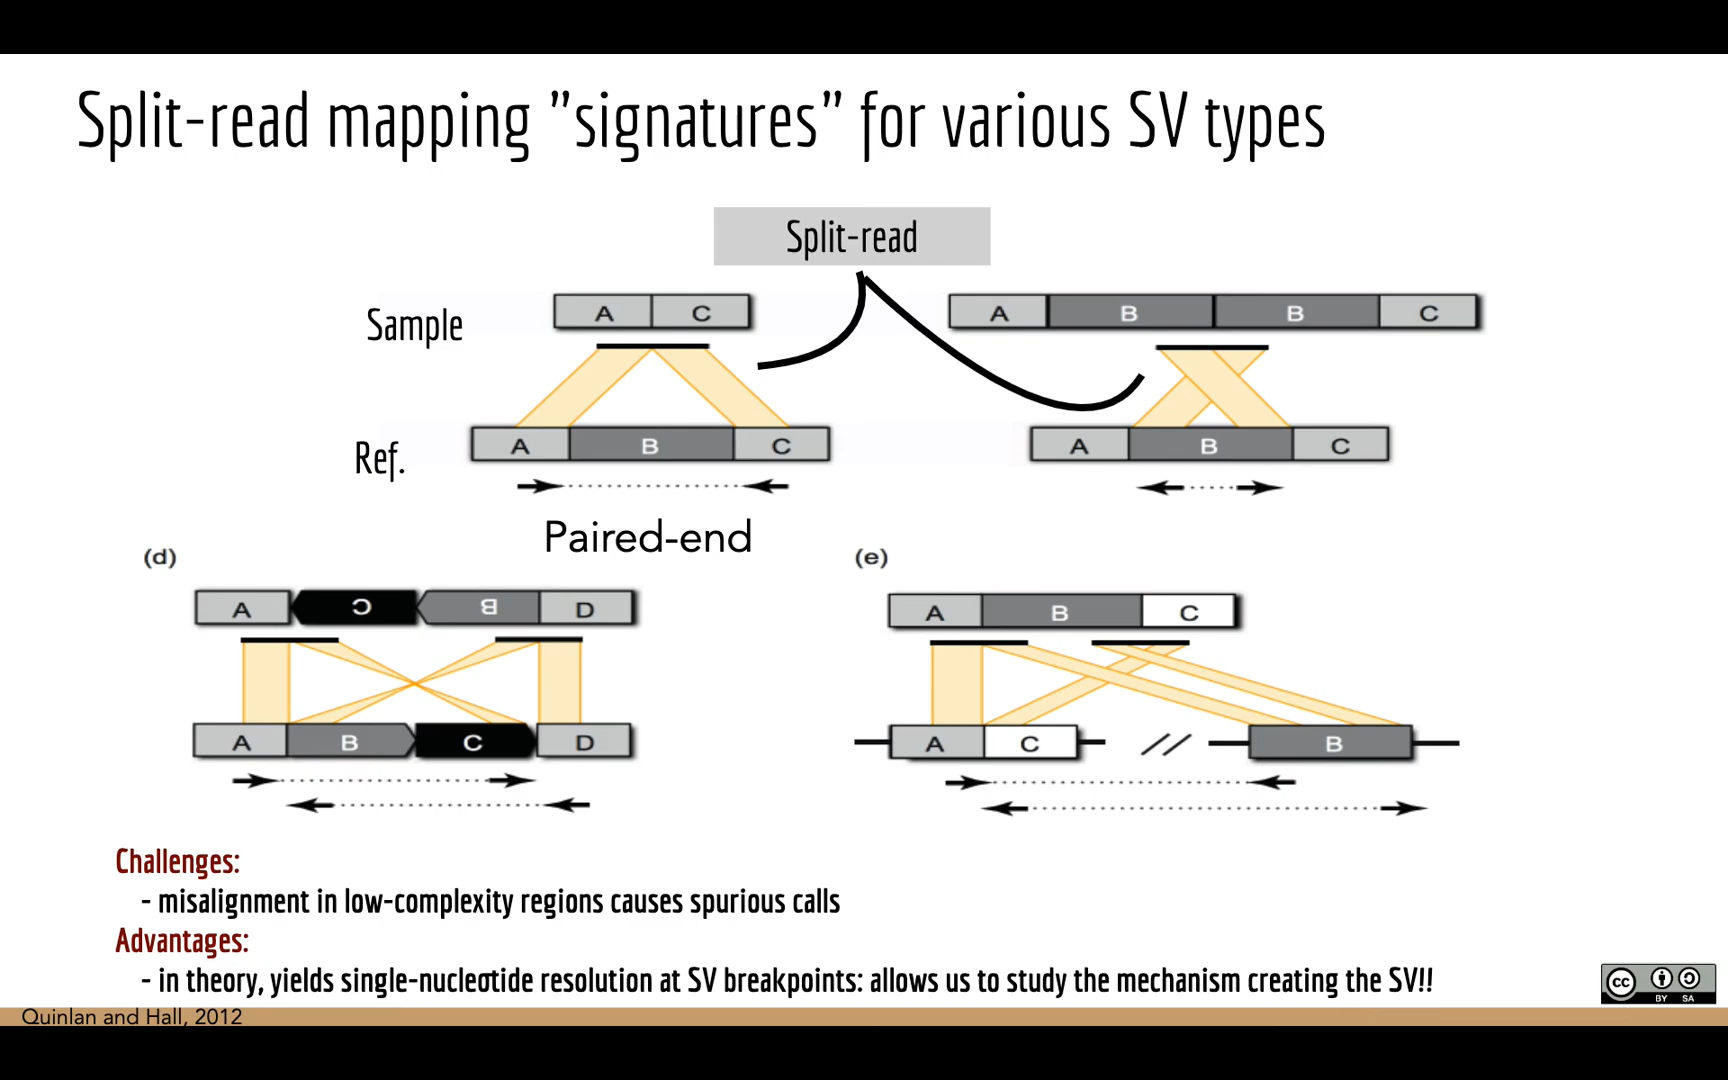 Split-read mapping ”signatures” for various SV types
Split-read
Sample
A C
A B B C
Ref.
A B C
A B C
Paired-end
(d)
(e)
A C B D
A B C
A B C D
A C // B
Challenges:
- misalignment in low-complexity regions causes spurious calls
Advantages:
- in theory, yields single-nucleotide resolution at SV breakpoints: allows us to study the mechanism creating the SV!!
cc BY SA
Quinlan and Hall, 2012